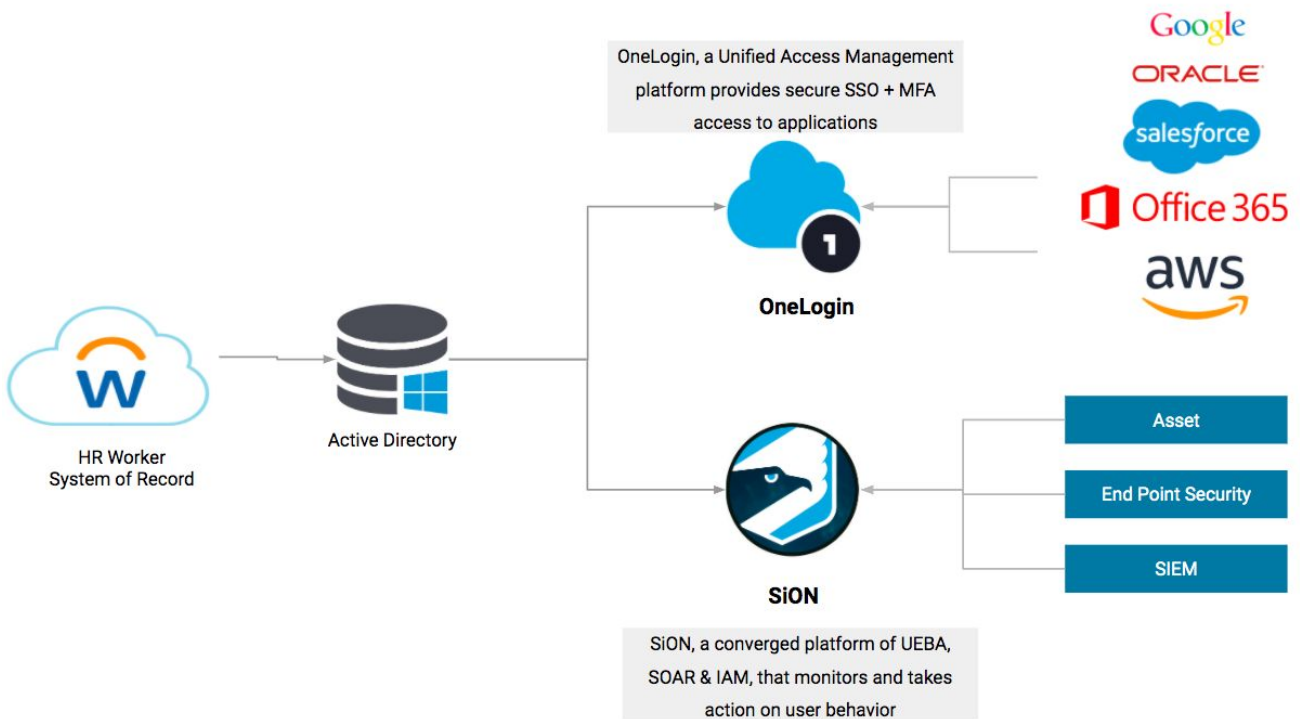 Google
ORACLE
salesforce
Office 365
aws
OneLogin, a Unified Access Management
platform provides secure SSO + MFA
access to applications
1
OneLogin
W
HR Worker
System of Record
Active Directory
SiON
SiON, a converged platform of UEBA,
SOAR & IAM, that monitors and takes
action on user behavior
Asset
End Point Security
SIEM